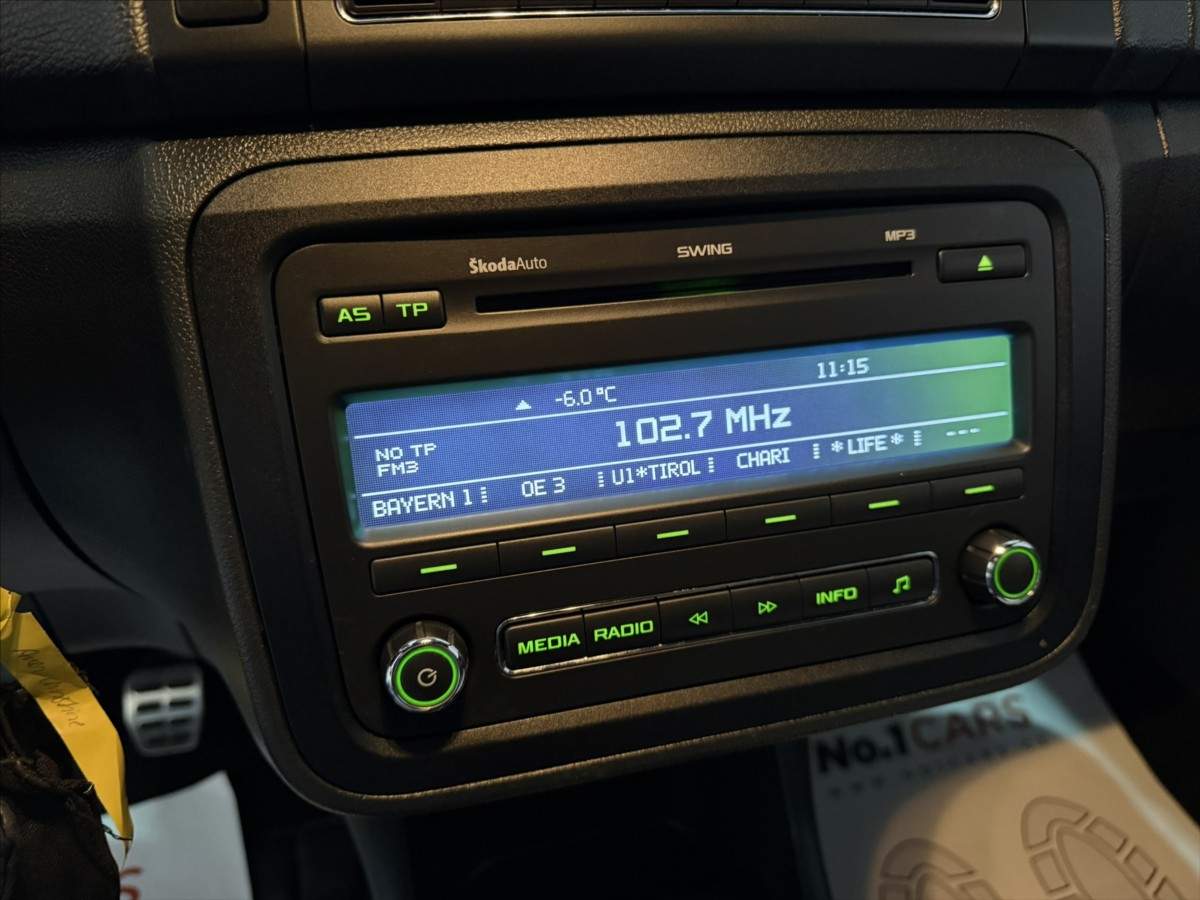 ŠkodaAuto
SWING
MP3
AS TP
-6.0 °C 11:15
NO TP
FM3
102.7 MHz
BAYERN 1 OE 3 U1*TIROL CHARI *LIFE* ---
MEDIA RADIO INFO
No.1CARS